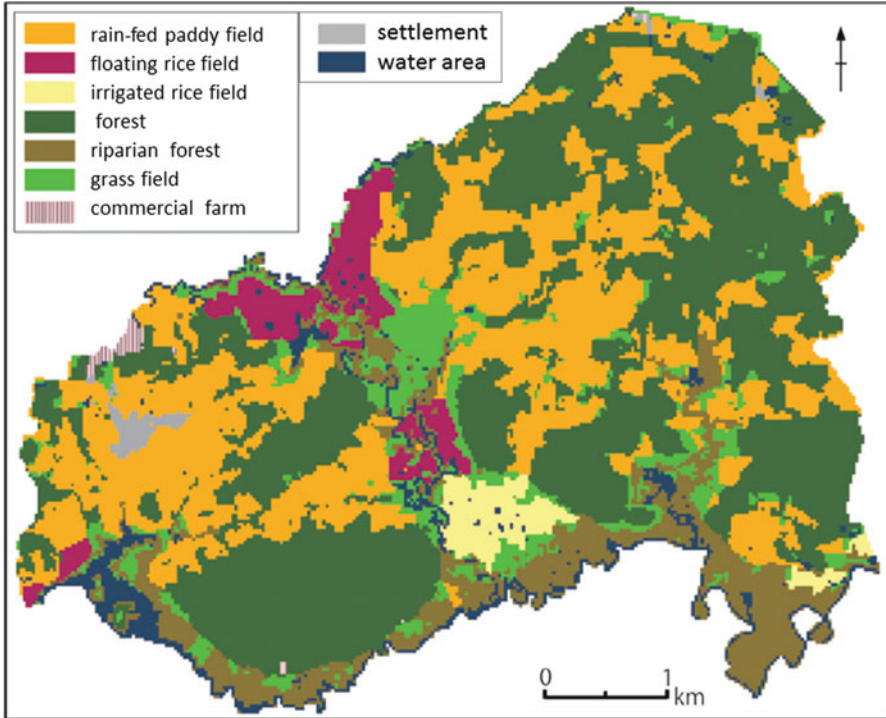 rain-fed paddy field
floating rice field
irrigated rice field
forest
riparian forest
grass field
commercial farm
settlement
water area
0 1
km